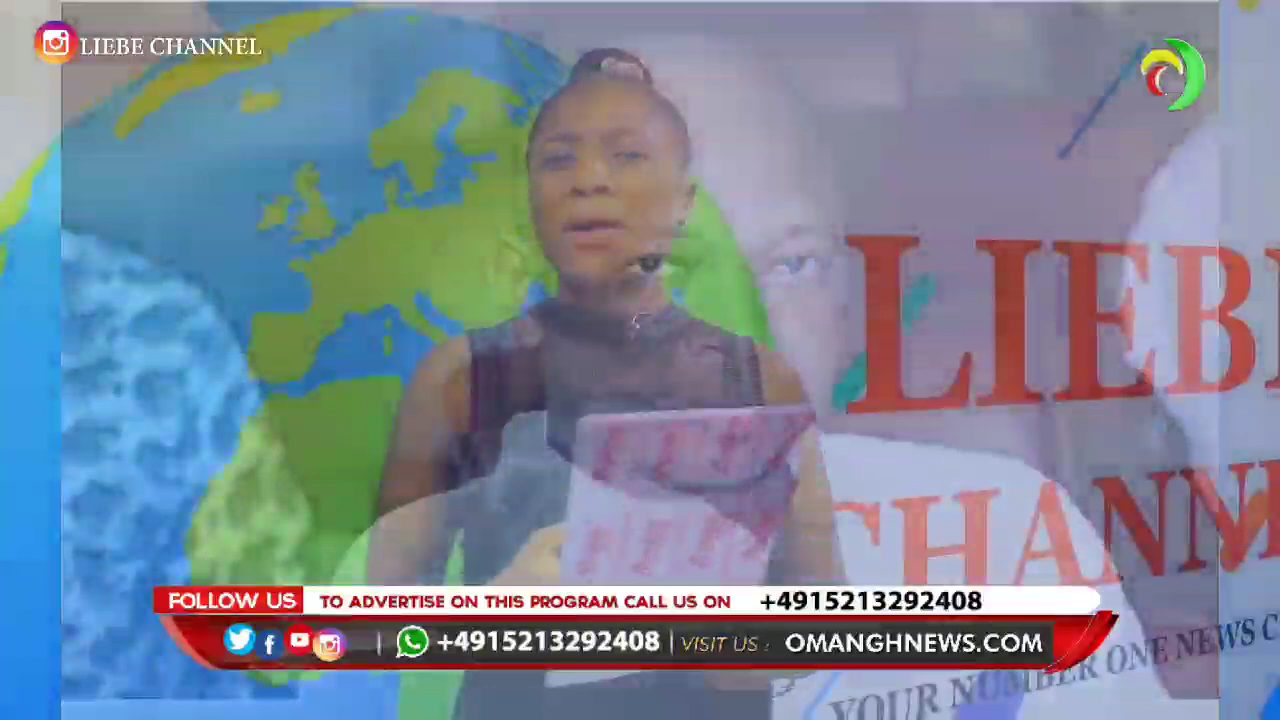 LIEBE CHANNEL
LIEB
CHANN
YOUR NUMBER ONE NEWS C
FOLLOW US TO ADVERTISE ON THIS PROGRAM CALL US ON +4915213292408
| +4915213292408 | VISIT US : OMANGHNEWS.COM